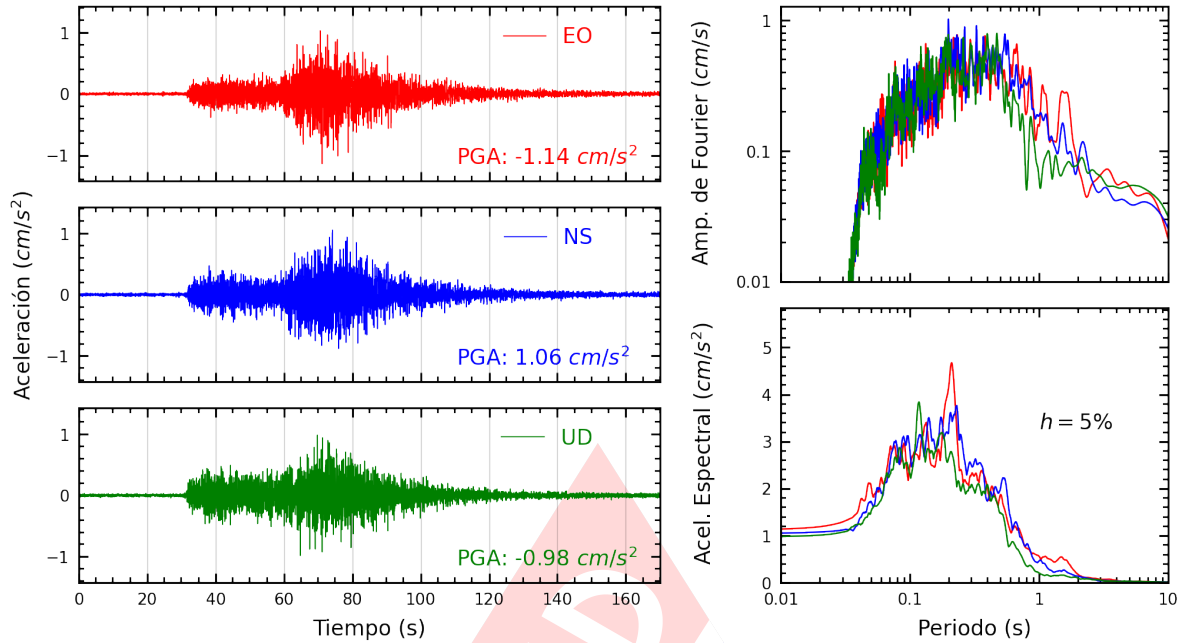 Aceleración (cm/s²)
1
0
−1
EO
PGA: -1.14 cm/s²
1
0
−1
NS
PGA: 1.06 cm/s²
1
0
−1
UD
PGA: -0.98 cm/s²
0 20 40 60 80 100 120 140 160
Tiempo (s)
Amp. de Fourier (cm/s)
1
0.1
0.01
Acel. Espectral (cm/s²)
5
4
3
2
1
0
h = 5%
0.01 0.1 1 10
Periodo (s)